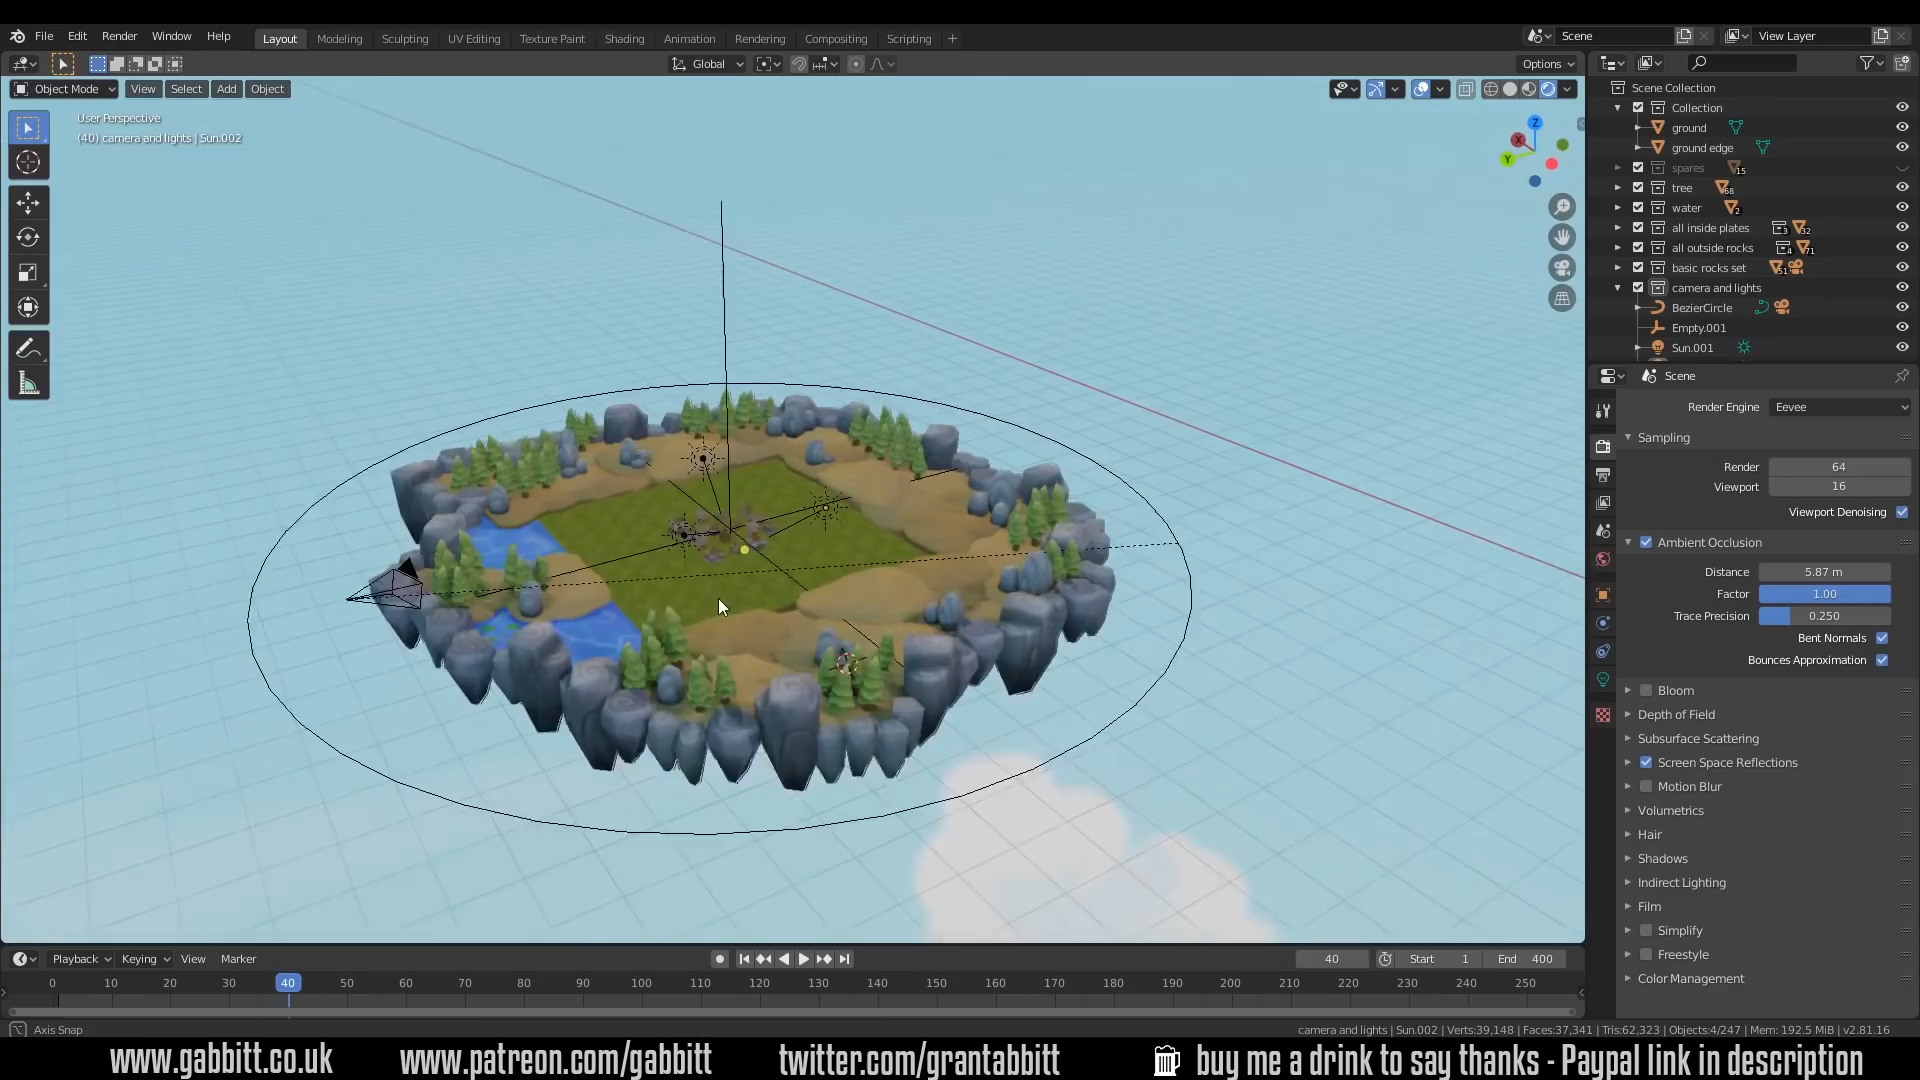 File Edit Render Window Help Layout Modeling Sculpting UV Editing Texture Paint Shading Animation Rendering Compositing Scripting + Scene View Layer
Global Options
Object Mode View Select Add Object
User Perspective
(40) camera and lights | Sun.002
Z
X
Y
Scene Collection
Collection
ground
ground edge
spares 15
tree 68
water 2
all inside plates 3 32
all outside rocks 4 71
basic rocks set 51
camera and lights
BezierCircle
Empty.001
Sun.001
Scene
Render Engine Eevee
Sampling
Render 64
Viewport 16
Viewport Denoising
Ambient Occlusion
Distance 5.87 m
Factor 1.00
Trace Precision 0.250
Bent Normals
Bounces Approximation
Bloom
Depth of Field
Subsurface Scattering
Screen Space Reflections
Motion Blur
Volumetrics
Hair
Shadows
Indirect Lighting
Film
Simplify
Freestyle
Color Management
Playback Keying View Marker 40 Start 1 End 400
0 10 20 30 40 50 60 70 80 90 100 110 120 130 140 150 160 170 180 190 200 210 220 230 240 250
Axis Snap camera and lights | Sun.002 | Verts:39,148 | Faces:37,341 | Tris:62,323 | Objects:4/247 | Mem: 192.5 MiB | v2.81.16
www.gabbitt.co.uk www.patreon.com/gabbitt twitter.com/grantabbitt buy me a drink to say thanks - Paypal link in description